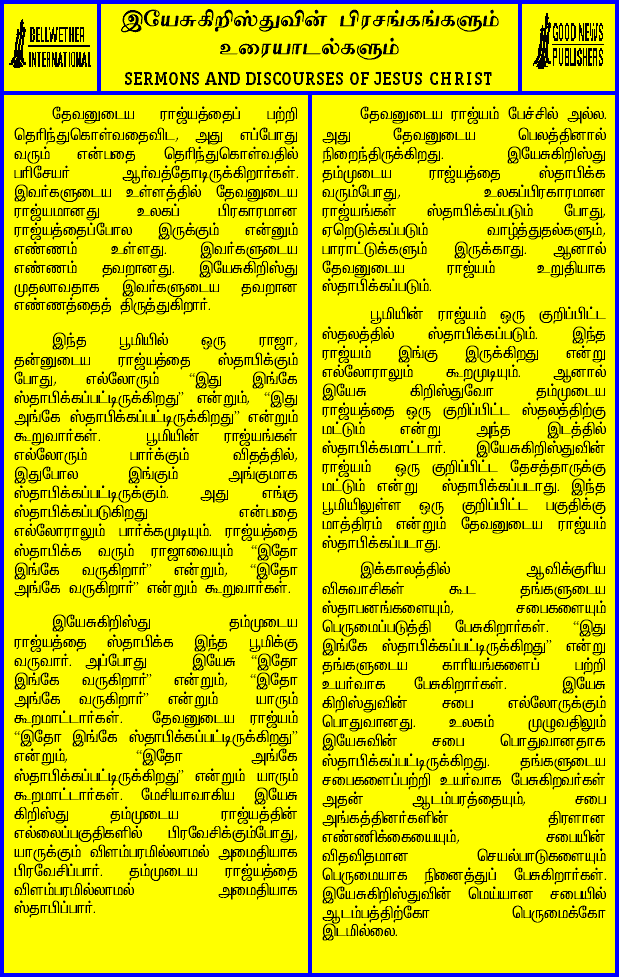 BELLWETHER
INTERNATIONAL
இயேசுகிறிஸ்துவின் பிரசங்கங்களும்
உரையாடல்களும்
SERMONS AND DISCOURSES OF JESUS CHRIST
GOOD NEWS
PUBLISHERS
தேவனுடைய ராஜ்யத்தைப் பற்றி
தெரிந்துகொள்வதைவிட, அது எப்போது
வரும் என்பதை தெரிந்துகொள்வதில்
பரிசேயர் ஆர்வத்தோடிருக்கிறார்கள்.
இவர்களுடைய உள்ளத்தில் தேவனுடைய
ராஜ்யமானது உலகப் பிரகாரமான
ராஜ்யத்தைப்போல இருக்கும் என்னும்
எண்ணம் உள்ளது. இவர்களுடைய
எண்ணம் தவறானது. இயேசுகிறிஸ்து
முதலாவதாக இவர்களுடைய தவறான
எண்ணத்தைத் திருத்துகிறார்.
இந்த பூமியில் ஒரு ராஜா,
தன்னுடைய ராஜ்யத்தை ஸ்தாபிக்கும்
போது, எல்லோரும் “இது இங்கே
ஸ்தாபிக்கப்பட்டிருக்கிறது” என்றும், “இது
அங்கே ஸ்தாபிக்கப்பட்டிருக்கிறது” என்றும்
கூறுவார்கள். பூமியின் ராஜ்யங்கள்
எல்லோரும் பார்க்கும் விதத்தில்,
இதுபோல இங்கும் அங்குமாக
ஸ்தாபிக்கப்பட்டிருக்கும். அது எங்கு
ஸ்தாபிக்கப்படுகிறது என்பதை
எல்லோராலும் பார்க்கமுடியும். ராஜ்யத்தை
ஸ்தாபிக்க வரும் ராஜாவையும் “இதோ
இங்கே வருகிறார்” என்றும், “இதோ
அங்கே வருகிறார்” என்றும் கூறுவார்கள்.
இயேசுகிறிஸ்து தம்முடைய
ராஜ்யத்தை ஸ்தாபிக்க இந்த பூமிக்கு
வருவார். அப்போது இயேசு “இதோ
இங்கே வருகிறார்” என்றும், “இதோ
அங்கே வருகிறார்” என்றும் யாரும்
கூறமாட்டார்கள். தேவனுடைய ராஜ்யம்
“இதோ இங்கே ஸ்தாபிக்கப்பட்டிருக்கிறது”
என்றும், “இதோ அங்கே
ஸ்தாபிக்கப்பட்டிருக்கிறது” என்றும் யாரும்
கூறமாட்டார்கள். மேசியாவாகிய இயேசு
கிறிஸ்து தம்முடைய ராஜ்யத்தின்
எல்லைப்பகுதிகளில் பிரவேசிக்கும்போது,
யாருக்கும் விளம்பரமில்லாமல் அமைதியாக
பிரவேசிப்பார். தம்முடைய ராஜ்யத்தை
விளம்பரமில்லாமல் அமைதியாக
ஸ்தாபிப்பார்.
தேவனுடைய ராஜ்யம் பேச்சில் அல்ல.
அது தேவனுடைய பெலத்தினால்
நிறைந்திருக்கிறது. இயேசுகிறிஸ்து
தம்முடைய ராஜ்யத்தை ஸ்தாபிக்க
வரும்போது, உலகப்பிரகாரமான
ராஜ்யங்கள் ஸ்தாபிக்கப்படும் போது,
ஏறெடுக்கப்படும் வாழ்த்துதல்களும்,
பாராட்டுக்களும் இருக்காது. ஆனால்
தேவனுடைய ராஜ்யம் உறுதியாக
ஸ்தாபிக்கப்படும்.
பூமியின் ராஜ்யம் ஒரு குறிப்பிட்ட
ஸ்தலத்தில் ஸ்தாபிக்கப்படும். இந்த
ராஜ்யம் இங்கு இருக்கிறது என்று
எல்லோராலும் கூறமுடியும். ஆனால்
இயேசு கிறிஸ்துவோ தம்முடைய
ராஜ்யத்தை ஒரு குறிப்பிட்ட ஸ்தலத்திற்கு
மட்டும் என்று அந்த இடத்தில்
ஸ்தாபிக்கமாட்டார். இயேசுகிறிஸ்துவின்
ராஜ்யம் ஒரு குறிப்பிட்ட தேசத்தாருக்கு
மட்டும் என்று ஸ்தாபிக்கப்படாது. இந்த
பூமியிலுள்ள ஒரு குறிப்பிட்ட பகுதிக்கு
மாத்திரம் என்றும் தேவனுடைய ராஜ்யம்
ஸ்தாபிக்கப்படாது.
இக்காலத்தில் ஆவிக்குரிய
விசுவாசிகள் கூட தங்களுடைய
ஸ்தாபனங்களையும், சபைகளையும்
பெருமைப்படுத்தி பேசுகிறார்கள். “இது
இங்கே ஸ்தாபிக்கப்பட்டிருக்கிறது” என்று
தங்களுடைய காரியங்களைப் பற்றி
உயர்வாக பேசுகிறார்கள். இயேசு
கிறிஸ்துவின் சபை எல்லோருக்கும்
பொதுவானது. உலகம் முழுவதிலும்
இயேசுவின் சபை பொதுவானதாக
ஸ்தாபிக்கப்பட்டிருக்கிறது. தங்களுடைய
சபைகளைப்பற்றி உயர்வாக பேசுகிறவர்கள்
அதன் ஆடம்பரத்தையும், சபை
அங்கத்தினர்களின் திரளான
எண்ணிக்கையையும், சபையின்
விதவிதமான செயல்பாடுகளையும்
பெருமையாக நினைத்துப் பேசுகிறார்கள்.
இயேசுகிறிஸ்துவின் மெய்யான சபையில்
ஆடம்பத்திற்கோ பெருமைக்கோ
இடமில்லை.